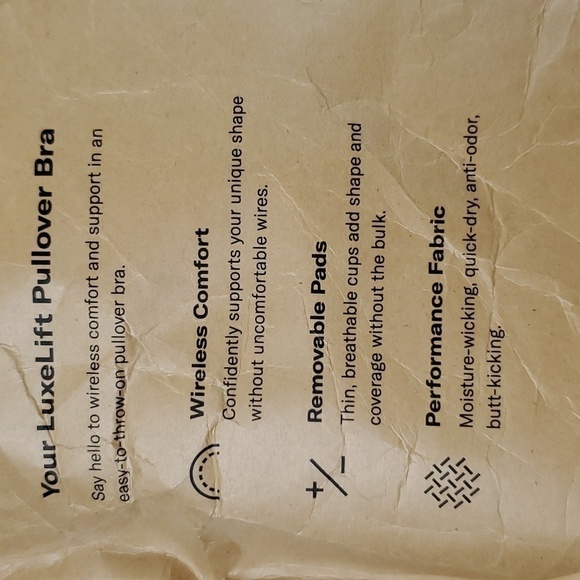 Your LuxeLift Pullover Bra
Say hello to wireless comfort and support in an
easy-to-throw-on pullover bra.
Wireless Comfort
Confidently supports your unique shape
without uncomfortable wires.
+/− Removable Pads
Thin, breathable cups add shape and
coverage without the bulk.
Performance Fabric
Moisture-wicking, quick-dry, anti-odor,
butt-kicking.